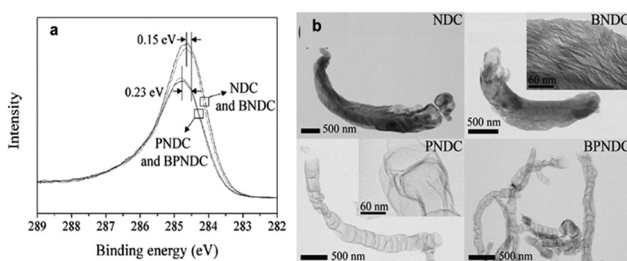 a
0.15 eV
0.23 eV
NDC
and BNDC
PNDC
and BPNDC
Intensity
289 288 287 286 285 284 283 282
Binding energy (eV)
b
NDC
500 nm
BNDC
60 nm
500 nm
PNDC
60 nm
500 nm
BPNDC
500 nm